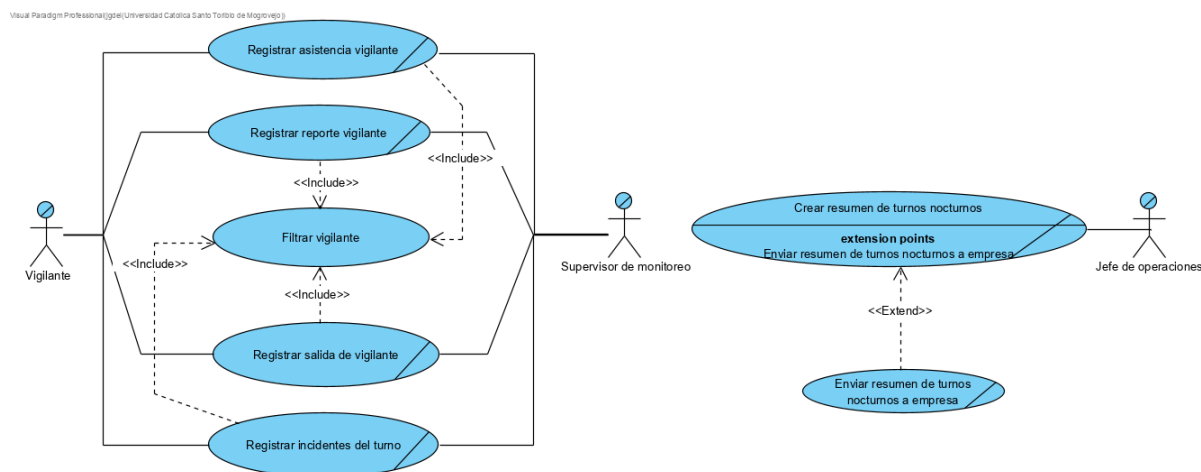 Visual Paradigm Professional(jgdel(Universidad Catolica Santo Toribio de Mogrovejo))
Registrar asistencia vigilante
Registrar reporte vigilante
<<Include>>
<<Include>>
Filtrar vigilante
<<Include>>
<<Include>>
Registrar salida de vigilante
Registrar incidentes del turno
Vigilante
Supervisor de monitoreo
Crear resumen de turnos nocturnos
extension points
Enviar resumen de turnos nocturnos a empresa
Jefe de operaciones
<<Extend>>
Enviar resumen de turnos
nocturnos a empresa